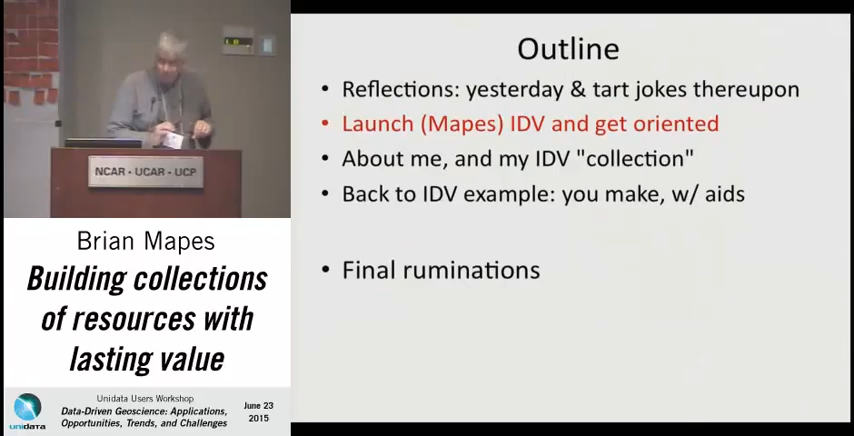 NCAR • UCAR • UCP
Brian Mapes
Building collections
of resources with
lasting value
Unidata Users Workshop
Data-Driven Geoscience: Applications,
Opportunities, Trends, and Challenges
June 23
2015
unidata
Outline
• Reflections: yesterday & tart jokes thereupon
• Launch (Mapes) IDV and get oriented
• About me, and my IDV "collection"
• Back to IDV example: you make, w/ aids
• Final ruminations